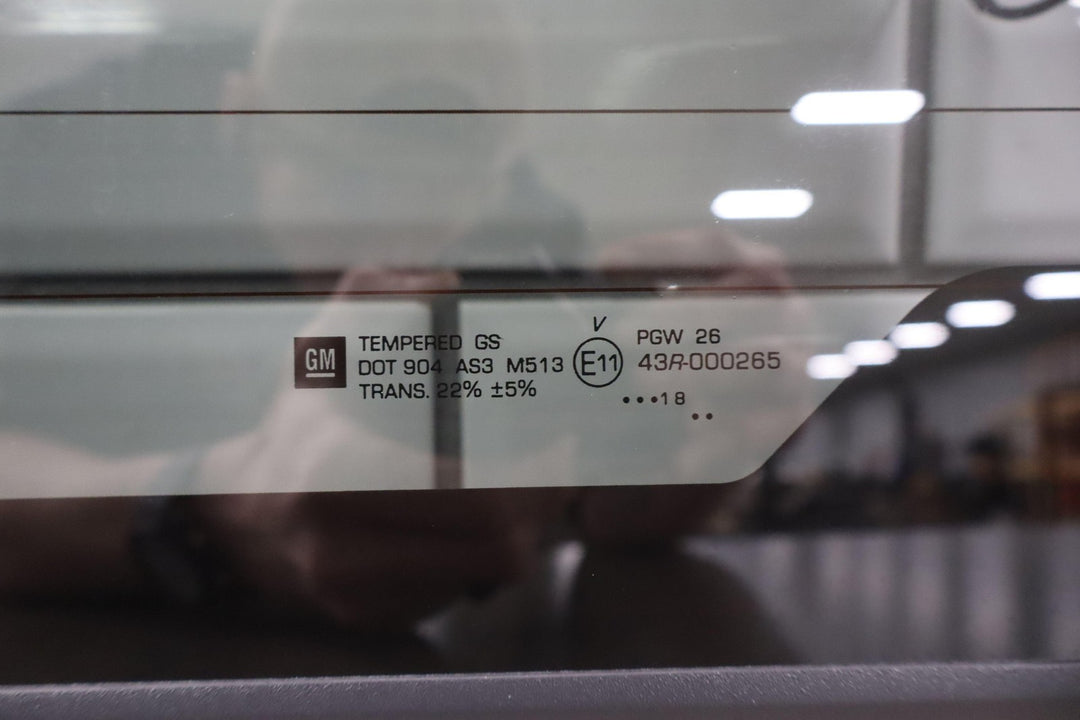 GM
TEMPERED GS
DOT 904 AS3 M513
TRANS. 22% ±5%
V
E11
PGW 26
43R-000265
•••18
••